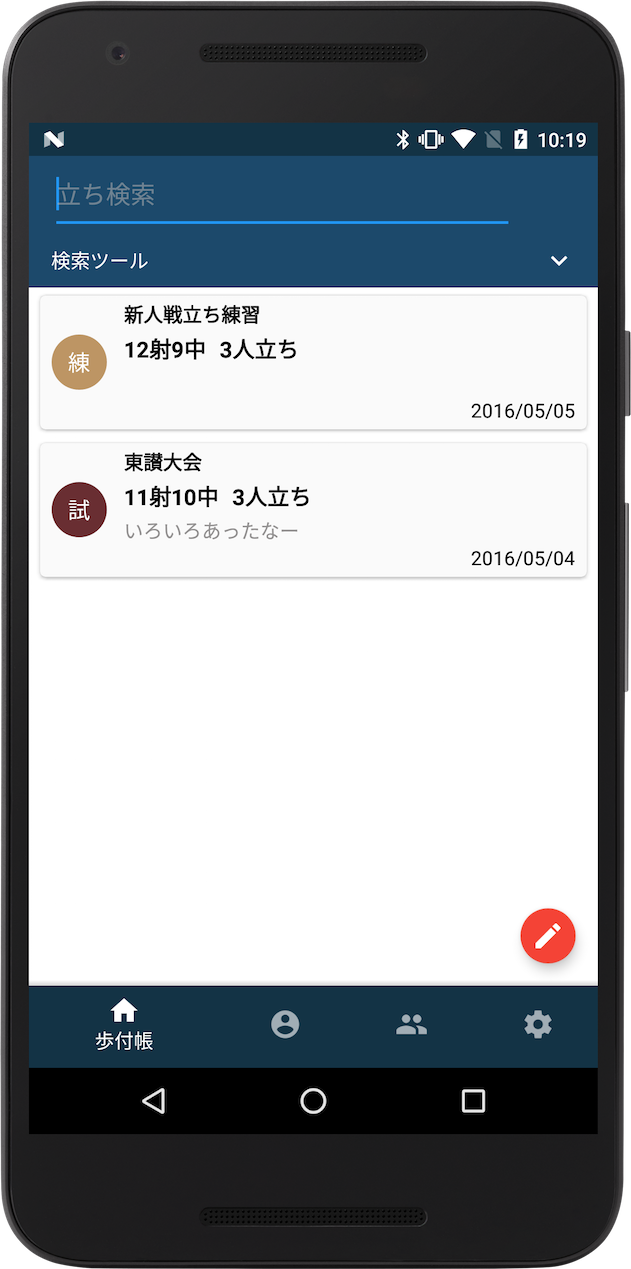 10:19
立ち検索
検索ツール
新人戦立ち練習
練
12射9中 3人立ち
2016/05/05
東讃大会
試
11射10中 3人立ち
いろいろあったなー
2016/05/04
歩付帳